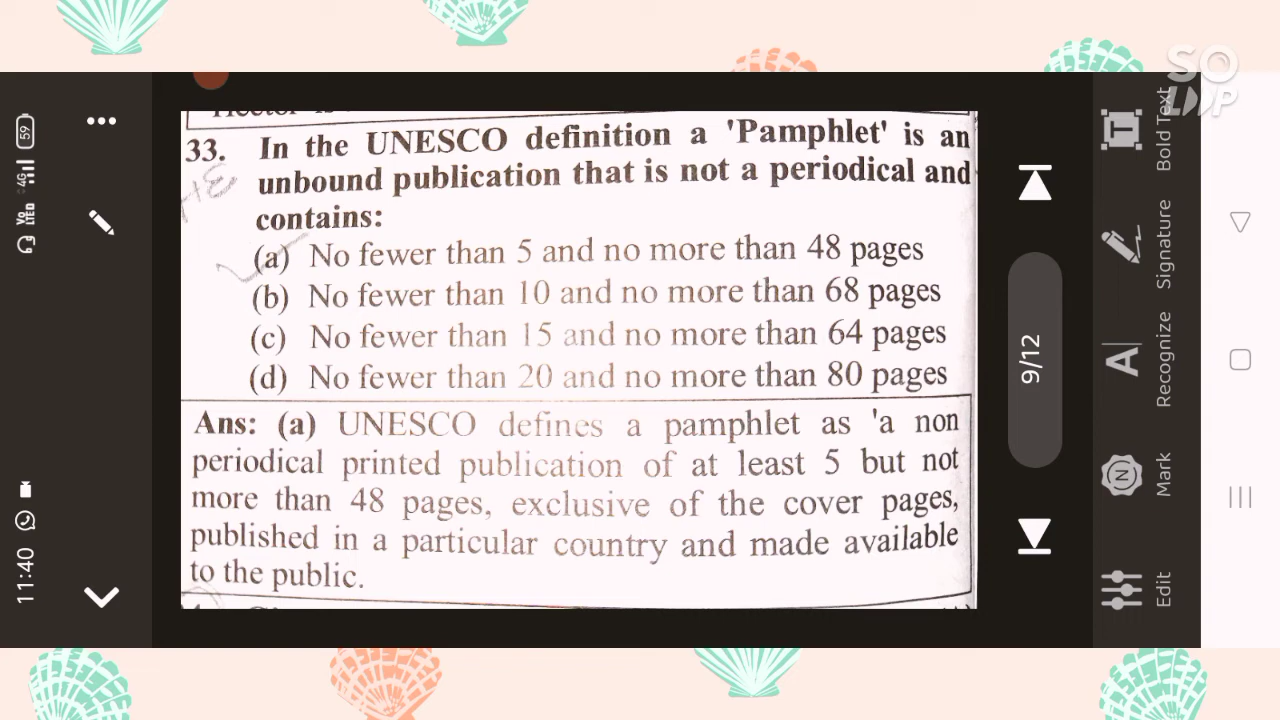 33. In the UNESCO definition a 'Pamphlet' is an
unbound publication that is not a periodical and
contains:
(a) No fewer than 5 and no more than 48 pages
(b) No fewer than 10 and no more than 68 pages
(c) No fewer than 15 and no more than 64 pages
(d) No fewer than 20 and no more than 80 pages
Ans: (a) UNESCO defines a pamphlet as 'a non
periodical printed publication of at least 5 but not
more than 48 pages, exclusive of the cover pages,
published in a particular country and made available
to the public.
11:40
4G
59
9/12
Bold Text
Signature
Recognize
Mark
Edit
SO
LOOP